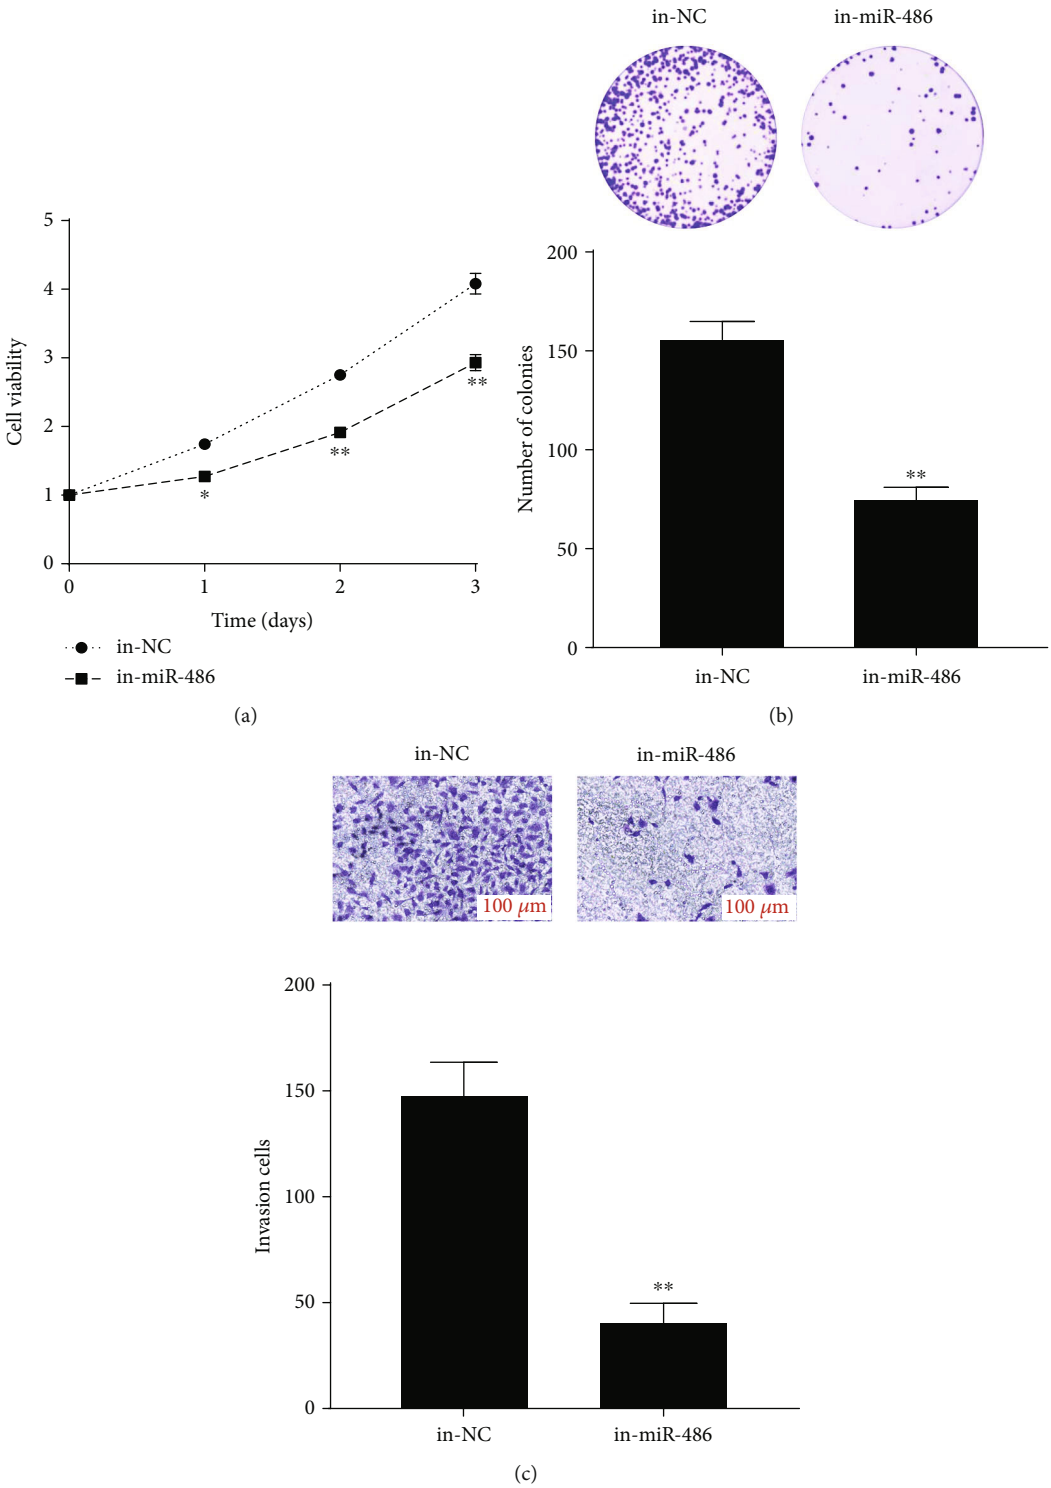 5
4
3
2
1
0
Cell viability
*
**
**
0
1
2
3
Time (days)
in-NC
in-miR-486
(a)
in-NC
in-miR-486
200
150
100
50
0
Number of colonies
**
in-NC
in-miR-486
(b)
in-NC
in-miR-486
100 μm
100 μm
200
150
100
50
0
Invasion cells
**
in-NC
in-miR-486
(c)